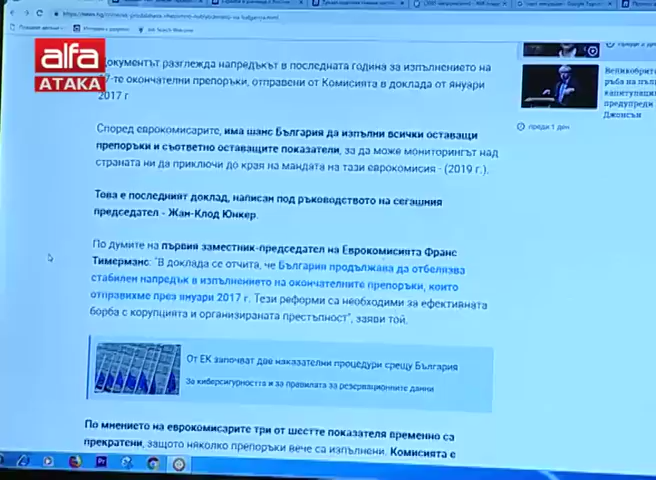 alfa
АТАКА
Документът разглежда напредъкът в последната година за изпълнението на
17-те окончателни препоръки, отправени от Комисията в доклада от януари
2017 г
Според еврокомисарите, има шанс България да изпълни всички оставащи
препоръки и съответно оставащите показатели, за да може мониторингът над
страната ни да приключи до края на мандата на тази еврокомисия - (2019 г.).
Това е последният доклад, написан под ръководството на сегашния
председател - Жан-Клод Юнкер.
По думите на първия заместник-председател на Еврокомисията Франс
Тимерманс: "В доклада се отчита, че България продължава да отбелязва
стабилен напредък в изпълнението на окончателните препоръки, които
отправихме през януари 2017 г. Тези реформи са необходими за ефективната
борба с корупцията и организираната престъпност", заяви той.
От ЕК започват две наказателни процедури срещу България
За киберсигурността и за правилата за резервационните данни
По мнението на еврокомисарите три от шестте показателя временно са
прекратени, защото няколко препоръки вече са изпълнени. Комисията е
Великобрит
ръба на пъл
капитулация
предупреди
Джонсън
преди 1 ден